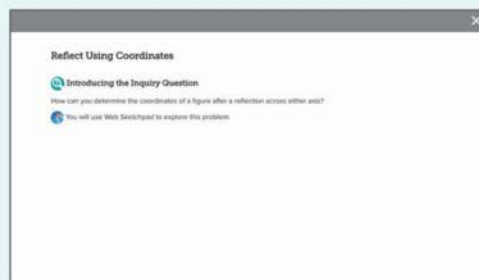 Reflect Using Coordinates
Introducing the Inquiry Question
How can you determine the coordinates of a figure after a reflection across either axis?
You will use Web Sketchpad to explore this problem.